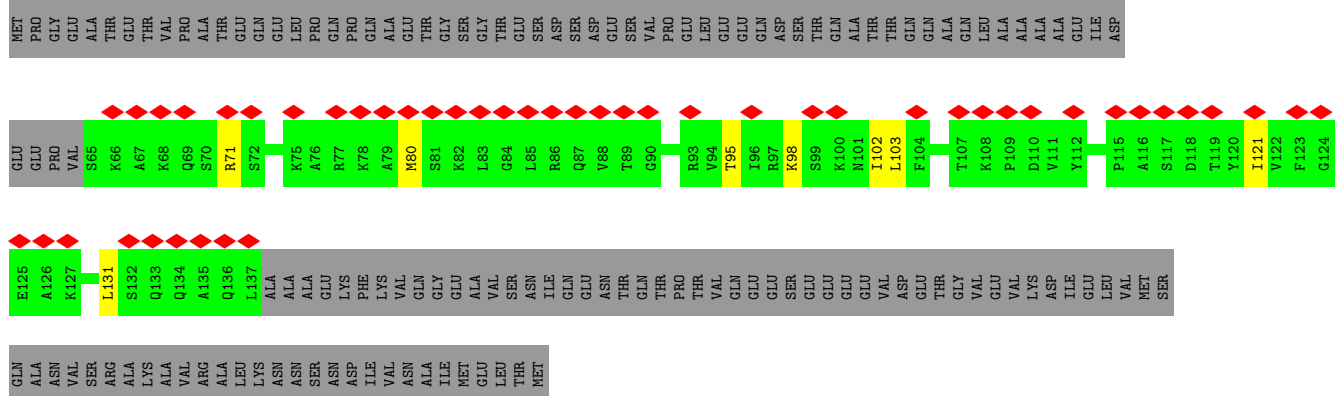 MET PRO GLY GLU ALA THR GLU THR VAL PRO ALA THR GLU GLN GLU LEU PRO GLN PRO GLN ALA GLU THR GLY SER GLY THR GLU SER ASP SER ASP GLU SER VAL PRO GLU LEU GLU GLU GLN ASP SER THR GLN ALA THR THR GLN GLN ALA GLN LEU ALA ALA ALA ALA GLU ILE ASP
GLU GLU PRO VAL S65 K66 A67 K68 Q69 S70 R71 S72 K75 A76 R77 K78 A79 M80 S81 K82 L83 G84 L85 R86 Q87 V88 T89 G90 R93 V94 T95 I96 R97 K98 S99 K100 N101 I102 L103 F104 T107 K108 P109 D110 V111 Y112 P115 A116 S117 D118 T119 Y120 I121 V122 F123 G124
E125 A126 K127 L131 S132 Q133 Q134 A135 Q136 L137 ALA ALA ALA GLU LYS PHE LYS VAL GLN GLY GLU ALA VAL SER ASN ILE GLN GLU ASN THR GLN THR PRO THR VAL GLN GLU GLU SER GLU GLU GLU GLU VAL ASP GLU THR GLY VAL GLU VAL LYS ASP ILE GLU LEU VAL MET SER
GLN ALA ASN VAL SER ARG ALA LYS ALA VAL ARG ALA LEU LYS ASN ASN SER ASN ASP ILE VAL ASN ALA ILE MET GLU LEU THR MET